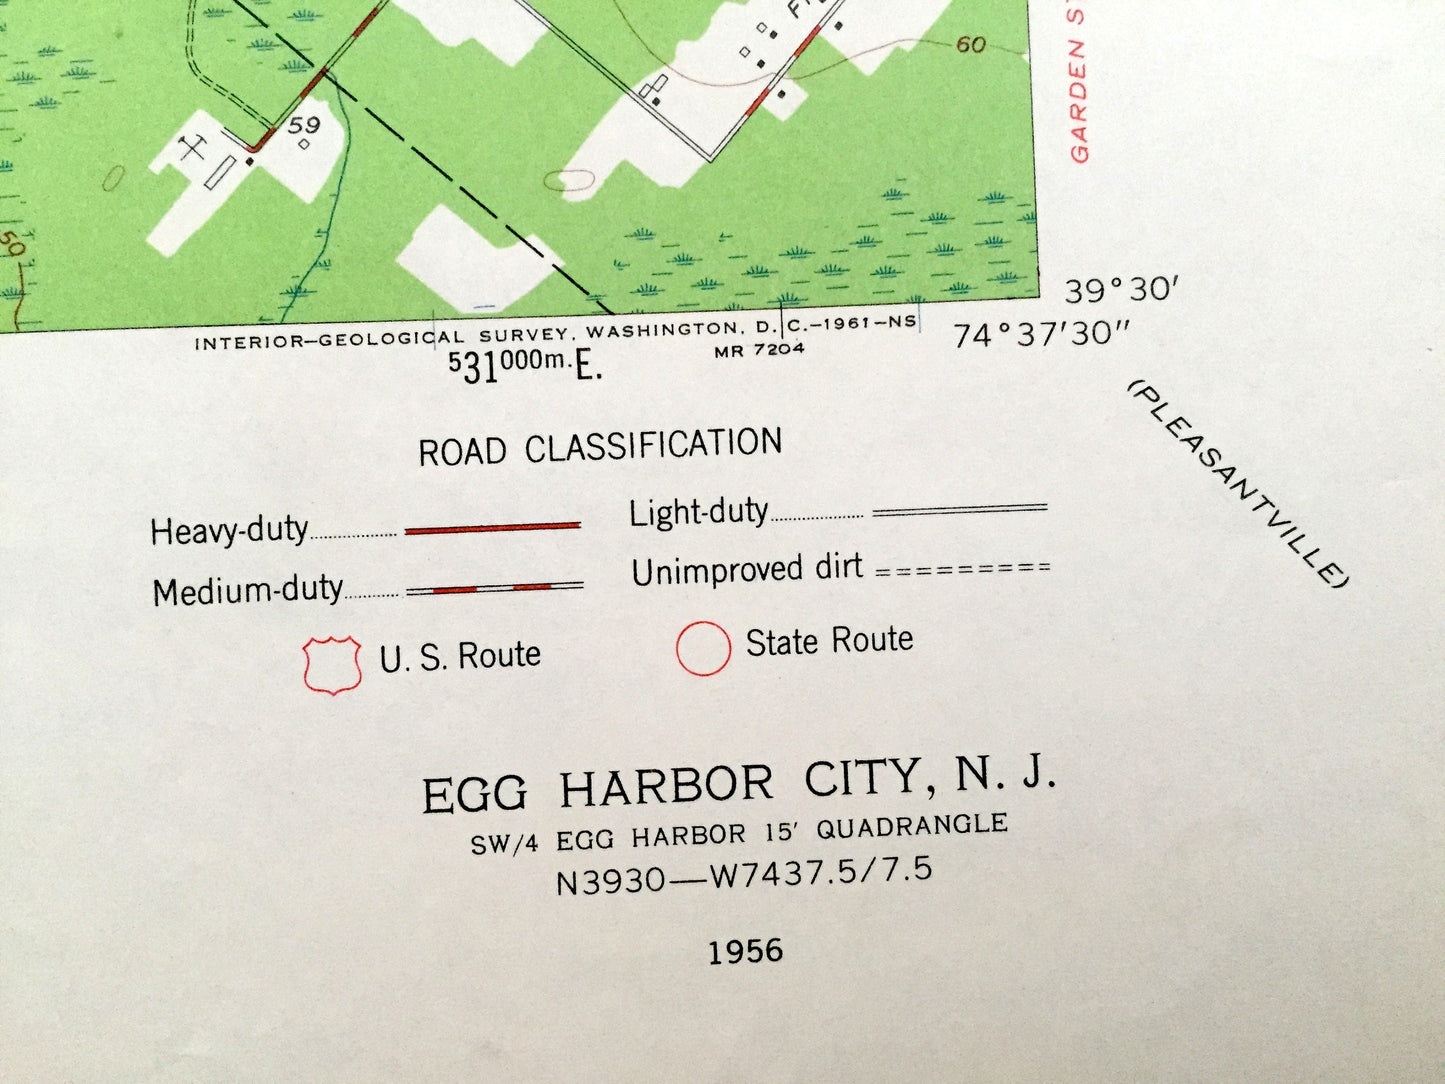 60
59
50
GARDEN
39°30′
INTERIOR—GEOLOGICAL SURVEY, WASHINGTON, D. C.—1961—NS
74°37′30″
MR 7204
531000m.E.
(PLEASANTVILLE)
ROAD CLASSIFICATION
Heavy-duty
Light-duty
Medium-duty
Unimproved dirt
U. S. Route
State Route
EGG HARBOR CITY, N. J.
SW/4 EGG HARBOR 15′ QUADRANGLE
N3930—W7437.5/7.5
1956